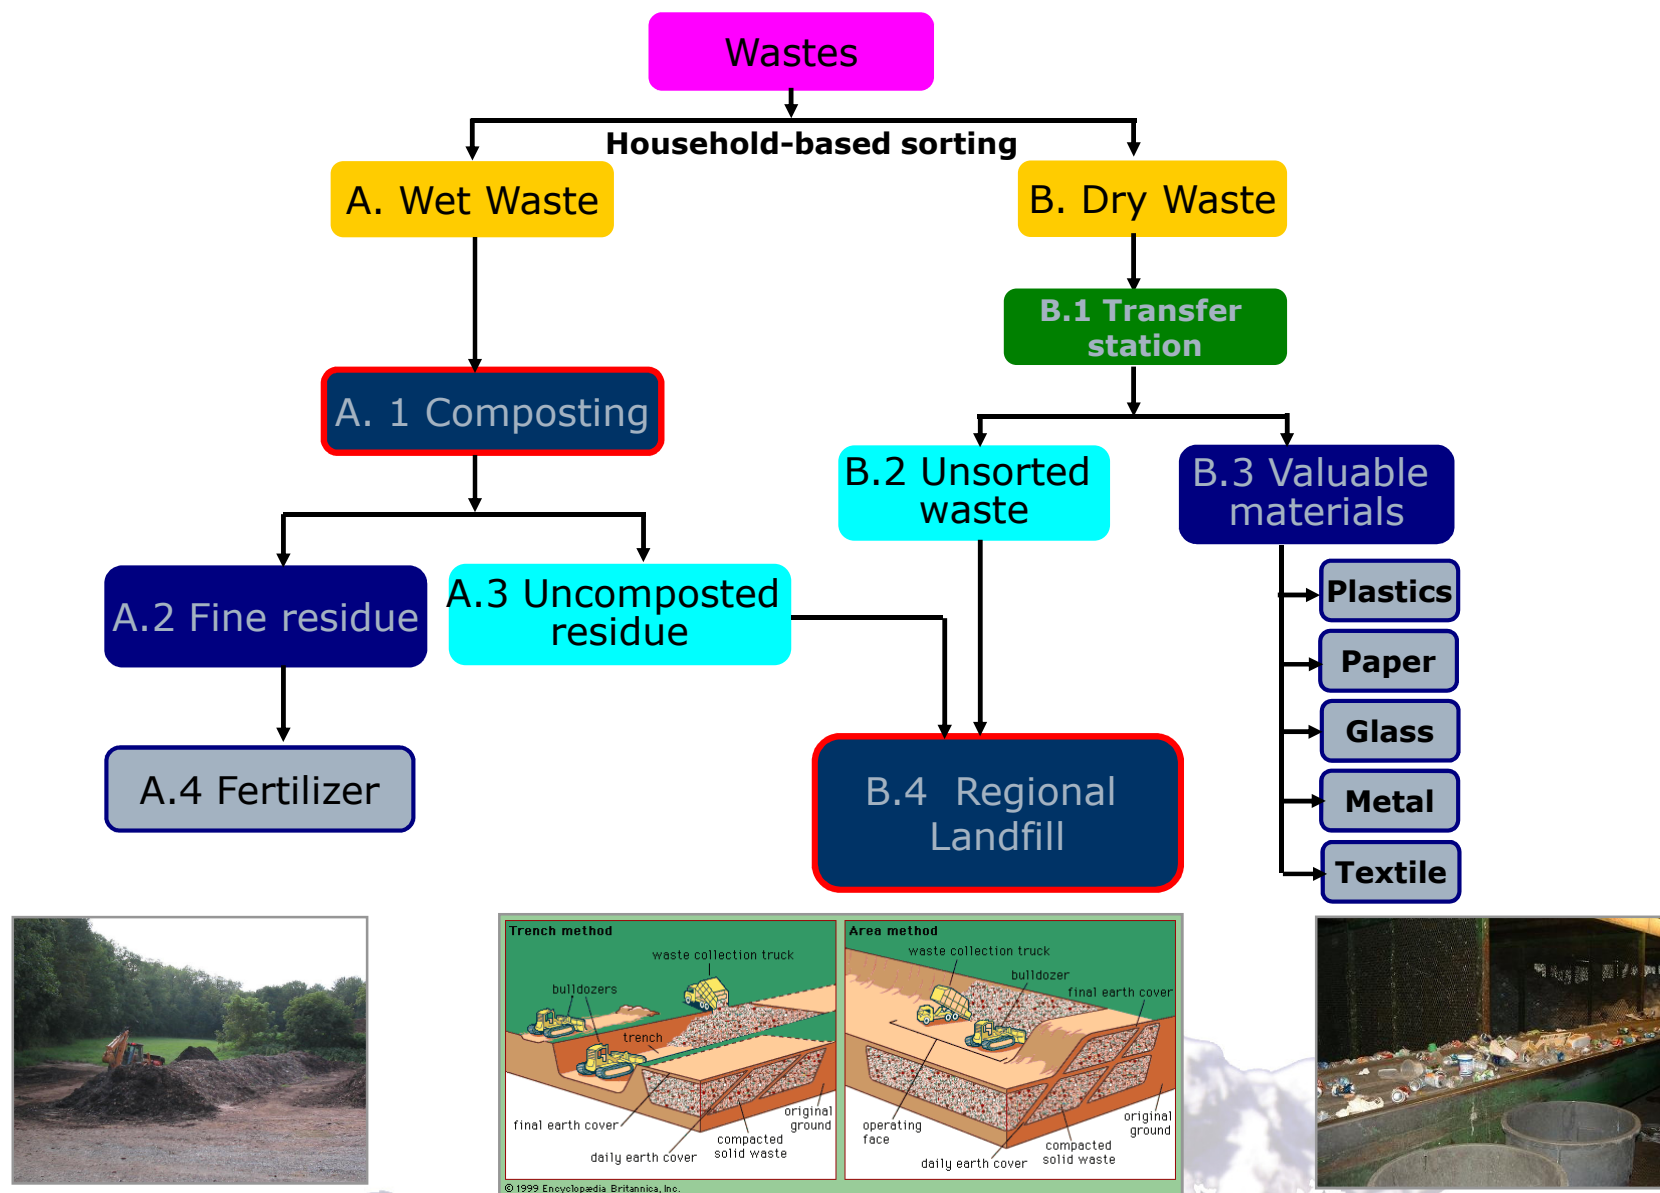 Wastes
Household-based sorting
A. Wet Waste
B. Dry Waste
B.1 Transfer
station
A. 1 Composting
B.2 Unsorted
waste
B.3 Valuable
materials
A.2 Fine residue
A.3 Uncomposted
residue
Plastics
Paper
Glass
Metal
Textile
A.4 Fertilizer
B.4 Regional
Landfill
Trench method
waste collection truck
bulldozers
trench
final earth cover
daily earth cover
compacted
solid waste
original
ground
Area method
waste collection truck
bulldozer
final earth cover
operating
face
daily earth cover
compacted
solid waste
original
ground
© 1999 Encyclopædia Britannica, Inc.